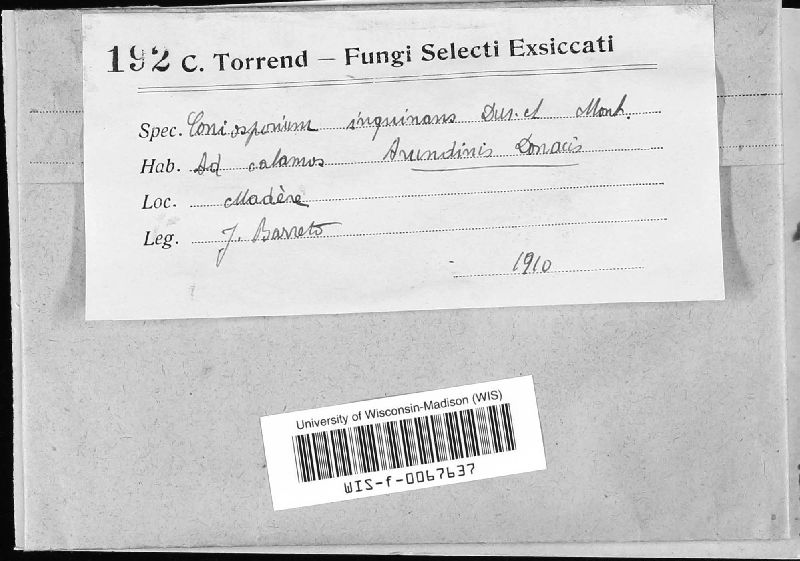 192 C. Torrend – Fungi Selecti Exsiccati
Spec. Coniosporium inquinans Dur. et Mont.
Hab. Ad calamos Arundinis Donacis
Loc. Madère
Leg. J. Barreto
1910
University of Wisconsin-Madison (WIS)
WIS-f-0067637